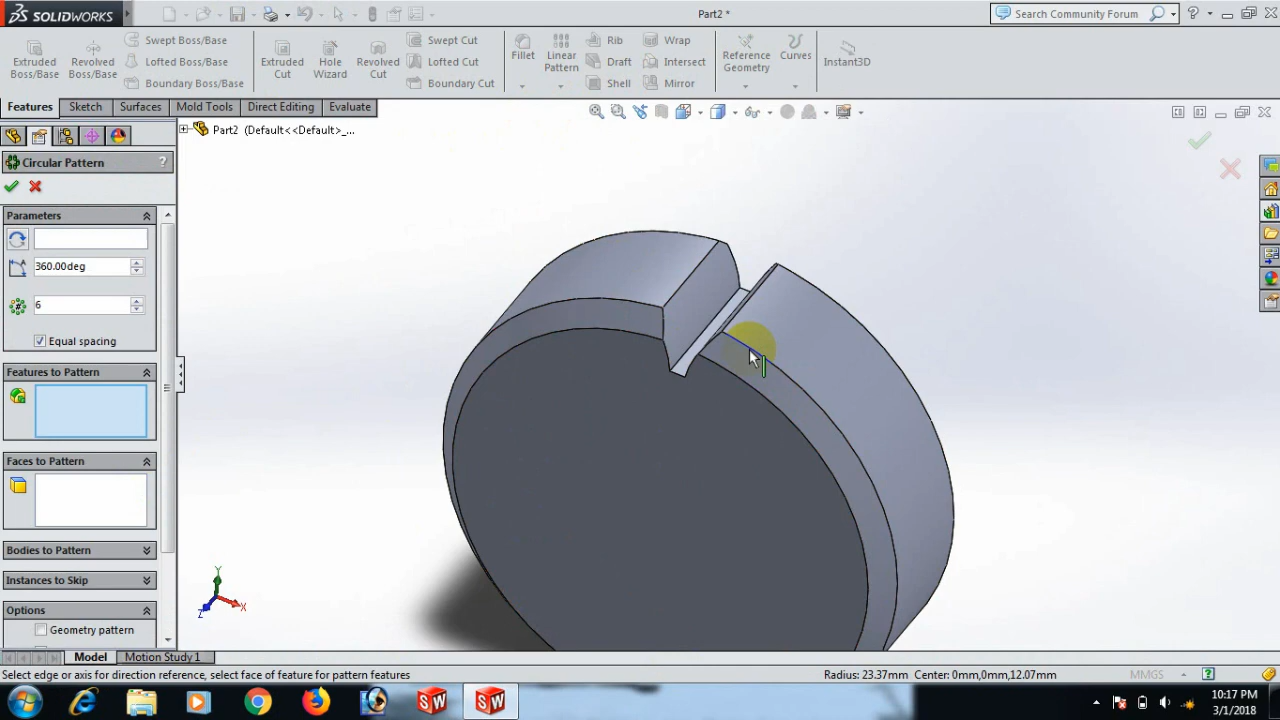 SOLIDWORKS
Part2 *
Search Community Forum
Extruded Boss/Base
Revolved Boss/Base
Swept Boss/Base
Lofted Boss/Base
Boundary Boss/Base
Extruded Cut
Hole Wizard
Revolved Cut
Swept Cut
Lofted Cut
Boundary Cut
Fillet
Linear Pattern
Rib
Draft
Shell
Wrap
Intersect
Mirror
Reference Geometry
Curves
Instant3D
Features Sketch Surfaces Mold Tools Direct Editing Evaluate
Part2 (Default<<Default>_...
Circular Pattern ?
Parameters
360.00deg
6
Equal spacing
Features to Pattern
Faces to Pattern
Bodies to Pattern
Instances to Skip
Options
Geometry pattern
Y
X
Z
Model Motion Study 1
Select edge or axis for direction reference, select face of feature for pattern features
Radius: 23.37mm Center: 0mm,0mm,12.07mm
MMGS
?
SW
SW
10:17 PM
3/1/2018